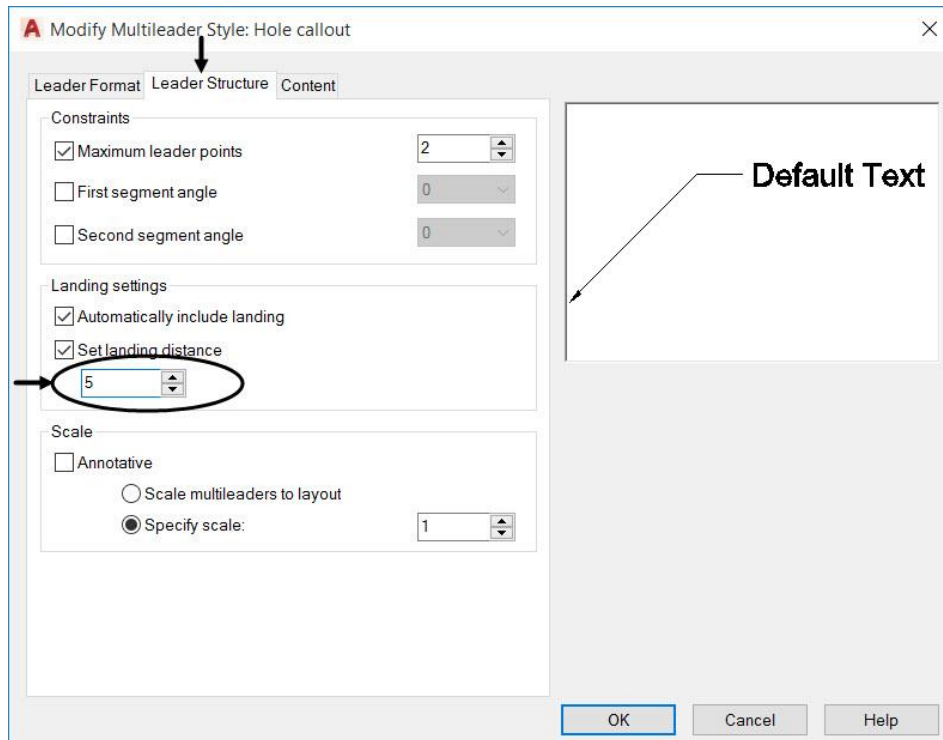 Modify Multileader Style: Hole callout
Leader Format Leader Structure Content
Constraints
Maximum leader points 2
First segment angle 0
Second segment angle 0
Landing settings
Automatically include landing
Set landing distance
5
Scale
Annotative
Scale multileaders to layout
Specify scale: 1
Default Text
OK Cancel Help